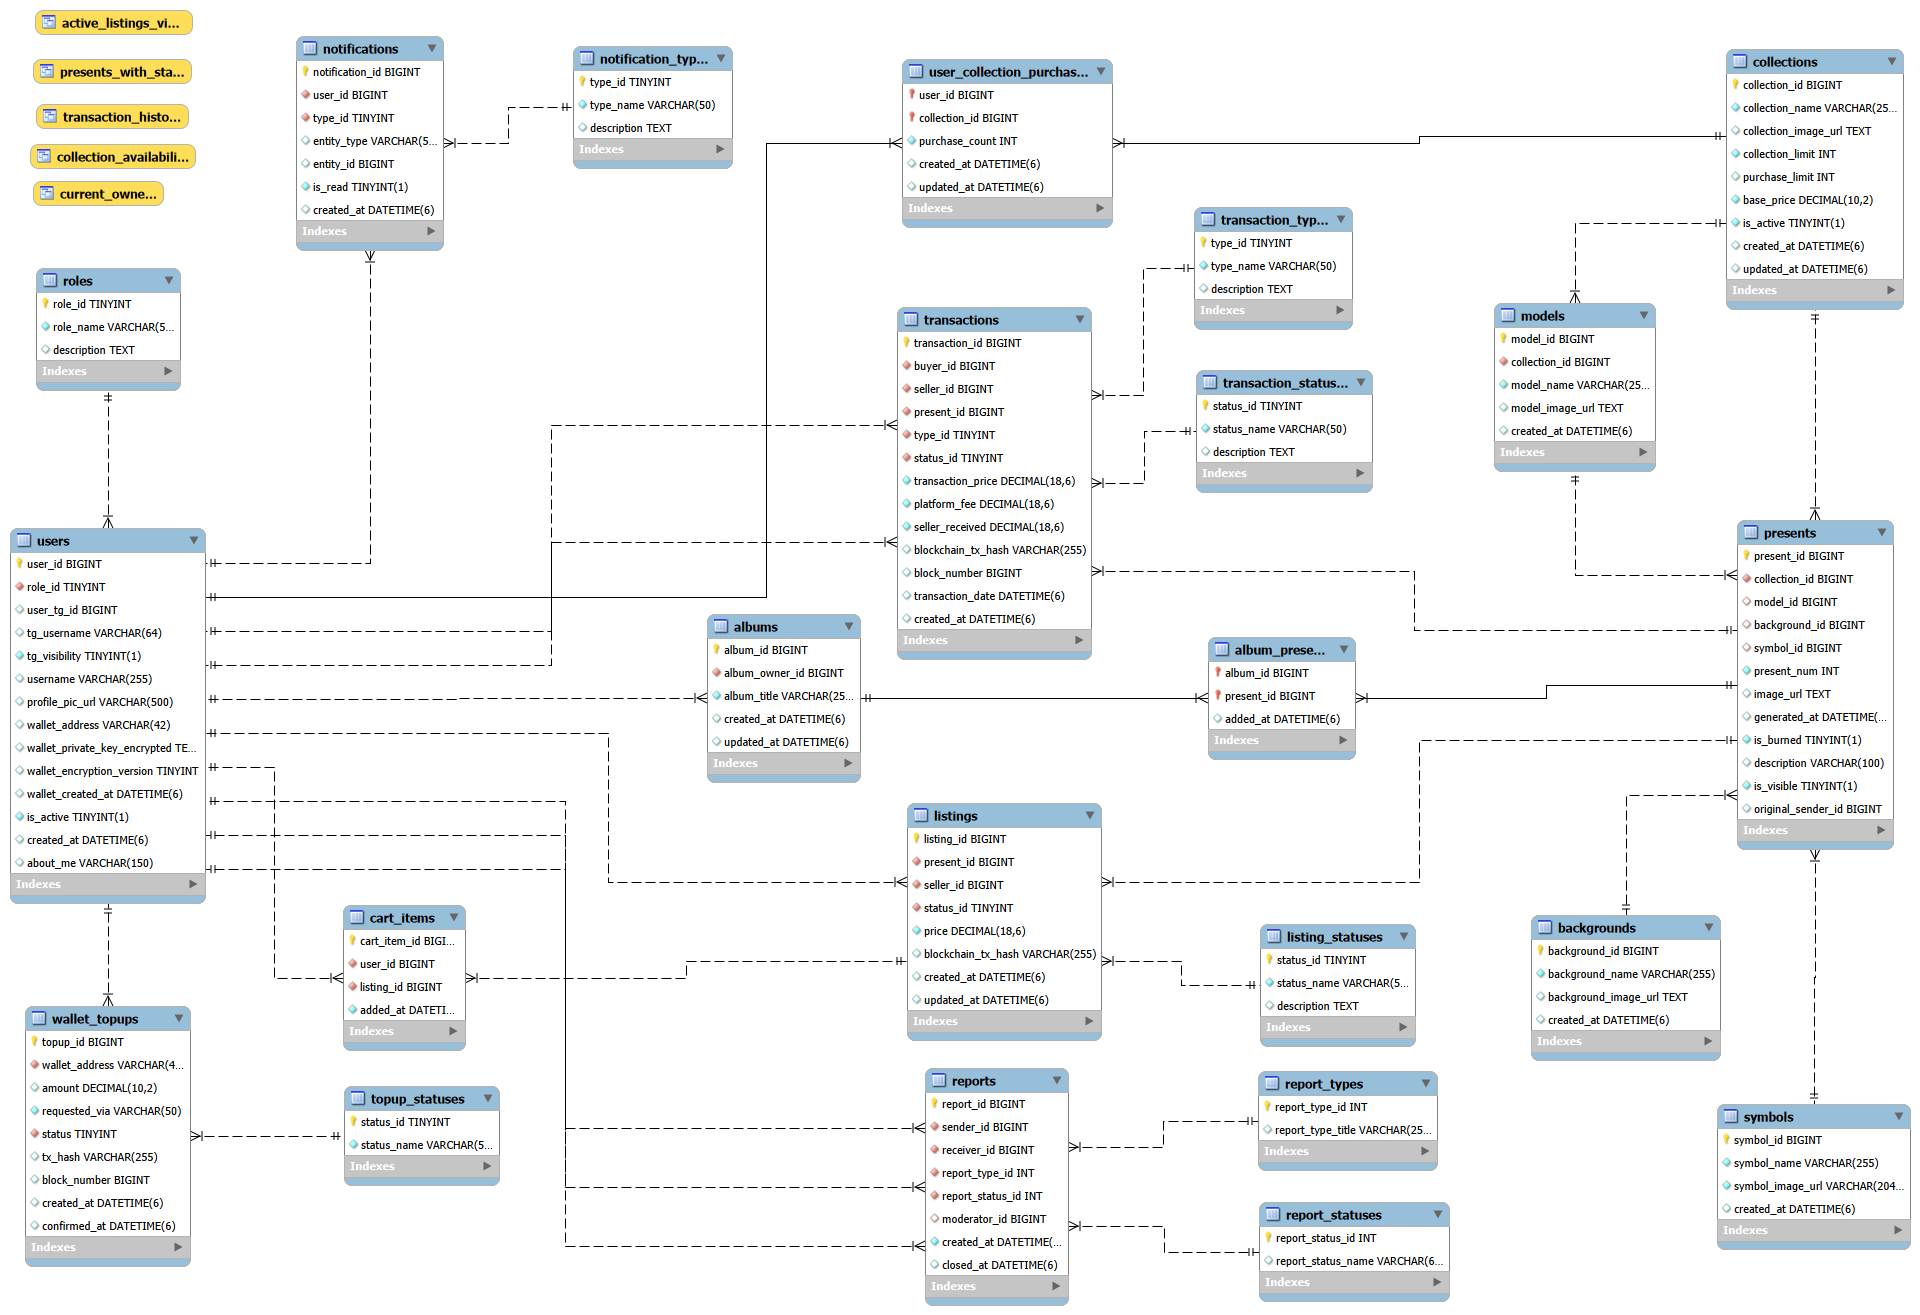 active_listings_vi...
presents_with_sta...
transaction_histo...
collection_availabili...
current_owne...
notifications
notification_id BIGINT
user_id BIGINT
type_id TINYINT
entity_type VARCHAR(5...
entity_id BIGINT
is_read TINYINT(1)
created_at DATETIME(6)
Indexes
notification_typ...
type_id TINYINT
type_name VARCHAR(50)
description TEXT
Indexes
user_collection_purchas...
user_id BIGINT
collection_id BIGINT
purchase_count INT
created_at DATETIME(6)
updated_at DATETIME(6)
Indexes
collections
collection_id BIGINT
collection_name VARCHAR(25...
collection_image_url TEXT
collection_limit INT
purchase_limit INT
base_price DECIMAL(10,2)
is_active TINYINT(1)
created_at DATETIME(6)
updated_at DATETIME(6)
Indexes
roles
role_id TINYINT
role_name VARCHAR(5...
description TEXT
Indexes
transaction_typ...
type_id TINYINT
type_name VARCHAR(50)
description TEXT
Indexes
transactions
transaction_id BIGINT
buyer_id BIGINT
seller_id BIGINT
present_id BIGINT
type_id TINYINT
status_id TINYINT
transaction_price DECIMAL(18,6)
platform_fee DECIMAL(18,6)
seller_received DECIMAL(18,6)
blockchain_tx_hash VARCHAR(255)
block_number BIGINT
transaction_date DATETIME(6)
created_at DATETIME(6)
Indexes
transaction_status...
status_id TINYINT
status_name VARCHAR(50)
description TEXT
Indexes
models
model_id BIGINT
collection_id BIGINT
model_name VARCHAR(25...
model_image_url TEXT
created_at DATETIME(6)
Indexes
users
user_id BIGINT
role_id TINYINT
user_tg_id BIGINT
tg_username VARCHAR(64)
tg_visibility TINYINT(1)
username VARCHAR(255)
profile_pic_url VARCHAR(500)
wallet_address VARCHAR(42)
wallet_private_key_encrypted TE...
wallet_encryption_version TINYINT
wallet_created_at DATETIME(6)
is_active TINYINT(1)
created_at DATETIME(6)
about_me VARCHAR(150)
Indexes
albums
album_id BIGINT
album_owner_id BIGINT
album_title VARCHAR(25...
created_at DATETIME(6)
updated_at DATETIME(6)
Indexes
album_prese...
album_id BIGINT
present_id BIGINT
added_at DATETIME(6)
Indexes
presents
present_id BIGINT
collection_id BIGINT
model_id BIGINT
background_id BIGINT
symbol_id BIGINT
present_num INT
image_url TEXT
generated_at DATETIME(...
is_burned TINYINT(1)
description VARCHAR(100)
is_visible TINYINT(1)
original_sender_id BIGINT
Indexes
listings
listing_id BIGINT
present_id BIGINT
seller_id BIGINT
status_id TINYINT
price DECIMAL(18,6)
blockchain_tx_hash VARCHAR(255)
created_at DATETIME(6)
updated_at DATETIME(6)
Indexes
cart_items
cart_item_id BIGI...
user_id BIGINT
listing_id BIGINT
added_at DATETI...
Indexes
listing_statuses
status_id TINYINT
status_name VARCHAR(5...
description TEXT
Indexes
backgrounds
background_id BIGINT
background_name VARCHAR(255)
background_image_url TEXT
created_at DATETIME(6)
Indexes
wallet_topups
topup_id BIGINT
wallet_address VARCHAR(4...
amount DECIMAL(10,2)
requested_via VARCHAR(50)
status TINYINT
tx_hash VARCHAR(255)
block_number BIGINT
created_at DATETIME(6)
confirmed_at DATETIME(6)
Indexes
topup_statuses
status_id TINYINT
status_name VARCHAR(5...
Indexes
reports
report_id BIGINT
sender_id BIGINT
receiver_id BIGINT
report_type_id INT
report_status_id INT
moderator_id BIGINT
created_at DATETIME(...
closed_at DATETIME(6)
Indexes
report_types
report_type_id INT
report_type_title VARCHAR(25...
Indexes
report_statuses
report_status_id INT
report_status_name VARCHAR(6...
Indexes
symbols
symbol_id BIGINT
symbol_name VARCHAR(255)
symbol_image_url VARCHAR(204...
created_at DATETIME(6)
Indexes